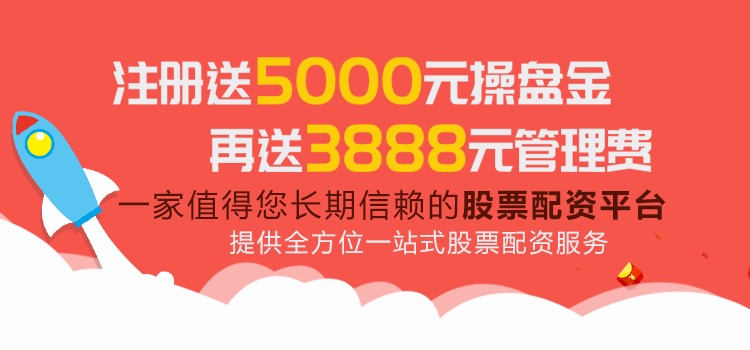 注册送5000元操盘金
再送3888元管理费
一家值得您长期信赖的股票配资平台
提供全方位一站式股票配资服务